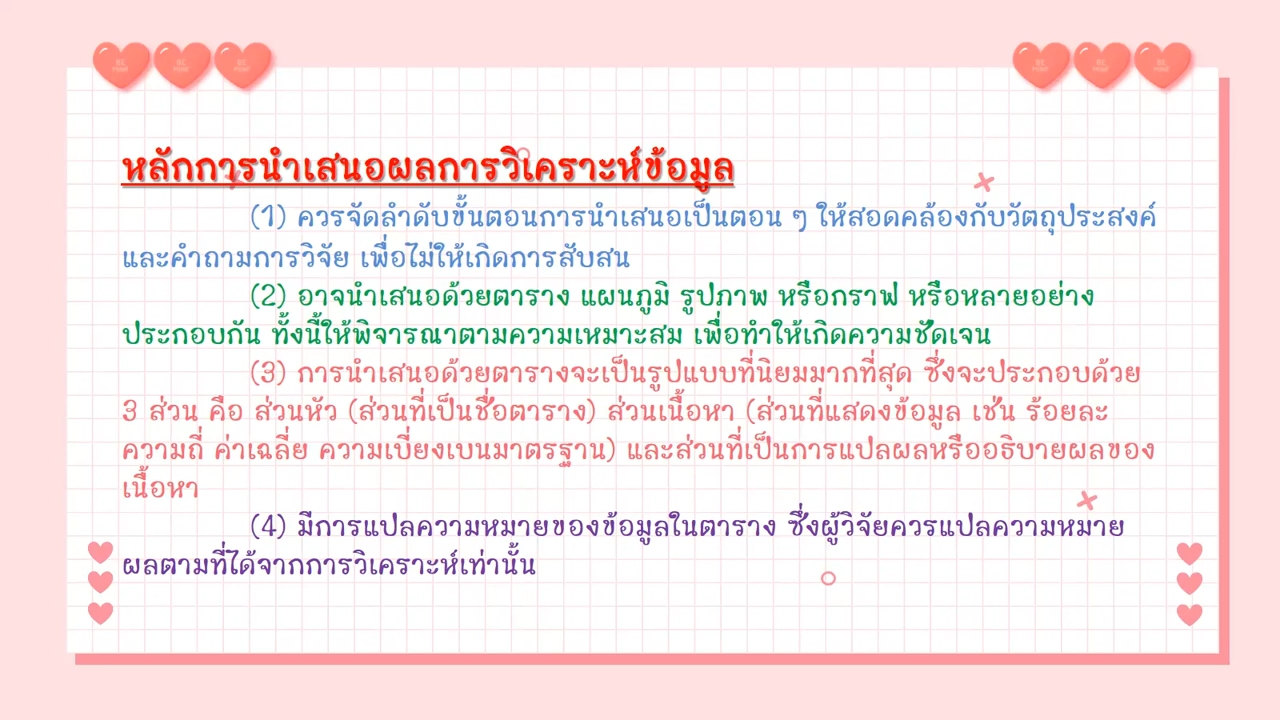 หลักการนำเสนอผลการวิเคราะห์ข้อมูล
(1) ควรจัดลำดับขั้นตอนการนำเสนอเป็นตอน ๆ ให้สอดคล้องกับวัตถุประสงค์
และคำถามการวิจัย เพื่อไม่ให้เกิดการสับสน
(2) อาจนำเสนอด้วยตาราง แผนภูมิ รูปภาพ หรือกราฟ หรือหลายอย่าง
ประกอบกัน ทั้งนี้ให้พิจารณาตามความเหมาะสม เพื่อทำให้เกิดความชัดเจน
(3) การนำเสนอด้วยตารางจะเป็นรูปแบบที่นิยมมากที่สุด ซึ่งจะประกอบด้วย
3 ส่วน คือ ส่วนหัว (ส่วนที่เป็นชื่อตาราง) ส่วนเนื้อหา (ส่วนที่แสดงข้อมูล เช่น ร้อยละ
ความถี่ ค่าเฉลี่ย ความเบี่ยงเบนมาตรฐาน) และส่วนที่เป็นการแปลผลหรืออธิบายผลของ
เนื้อหา
(4) มีการแปลความหมายของข้อมูลในตาราง ซึ่งผู้วิจัยควรแปลความหมาย
ผลตามที่ได้จากการวิเคราะห์เท่านั้น